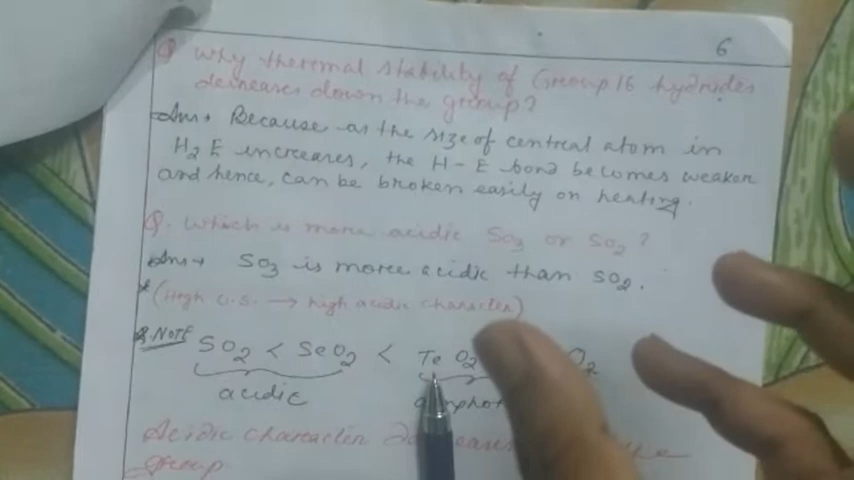 6
Q Why thermal stability of Group 16 hydrides
decreases down the group?
Ans → Because as the size of central atom in
H2E increases, the H-E bond becomes weaker
and hence, can be broken easily on heating.
Q. Which is more acidic SO3 or SO2?
Ans → SO3 is more acidic than SO2.
* (High O.S. → high acidic character)
NOTE SO2 < SeO2 < TeO2 O2
acidic
Acidic character
group